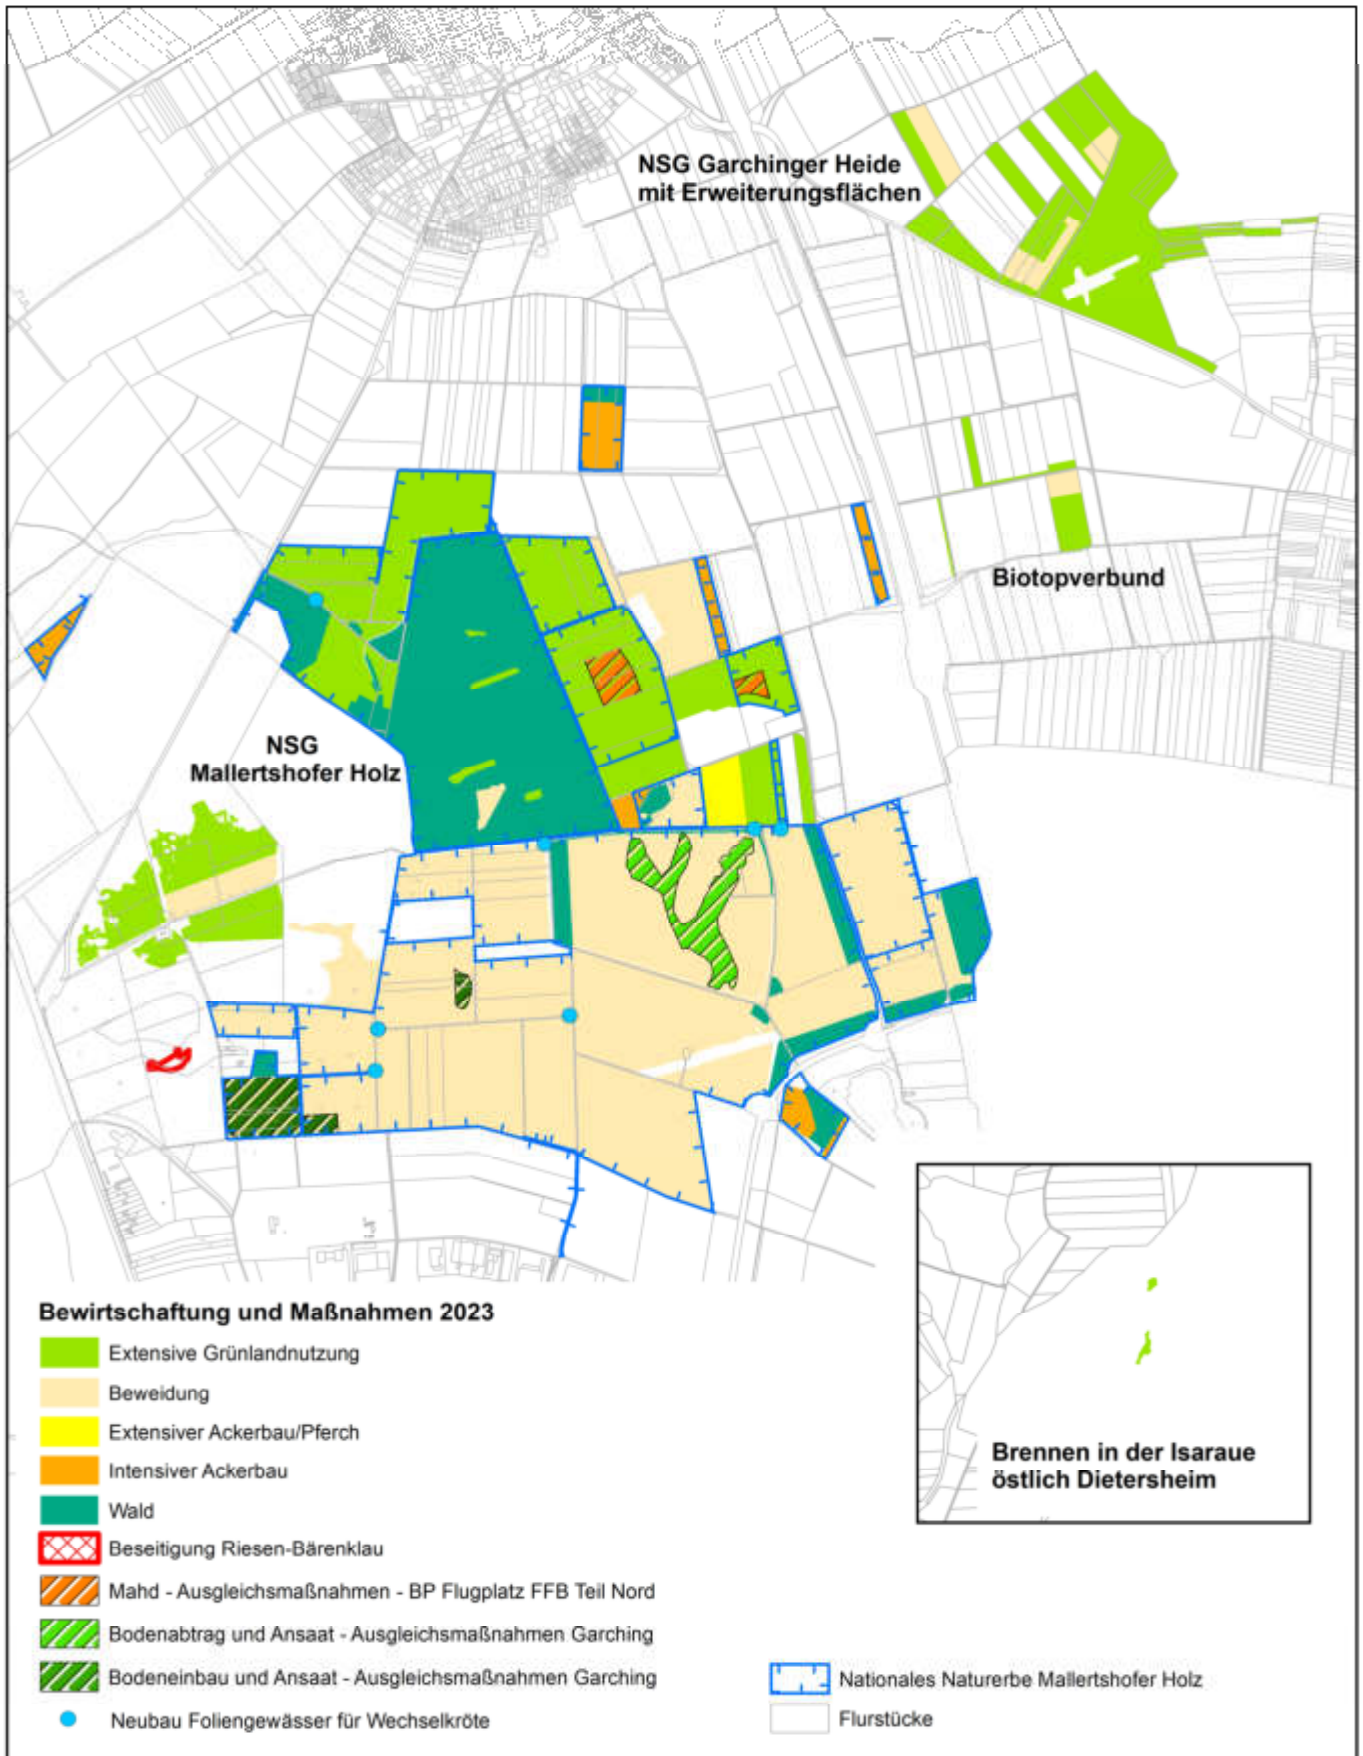 NSG Garchinger Heide
mit Erweiterungsflächen
Biotopverbund
NSG
Mallertshofer Holz
Brennen in der Isaraue
östlich Dietersheim
Bewirtschaftung und Maßnahmen 2023
Extensive Grünlandnutzung
Beweidung
Extensiver Ackerbau/Pferch
Intensiver Ackerbau
Wald
Beseitigung Riesen-Bärenklau
Mahd - Ausgleichsmaßnahmen - BP Flugplatz FFB Teil Nord
Bodenabtrag und Ansaat - Ausgleichsmaßnahmen Garching
Bodeneinbau und Ansaat - Ausgleichsmaßnahmen Garching
Neubau Foliengewässer für Wechselkröte
Nationales Naturerbe Mallertshofer Holz
Flurstücke